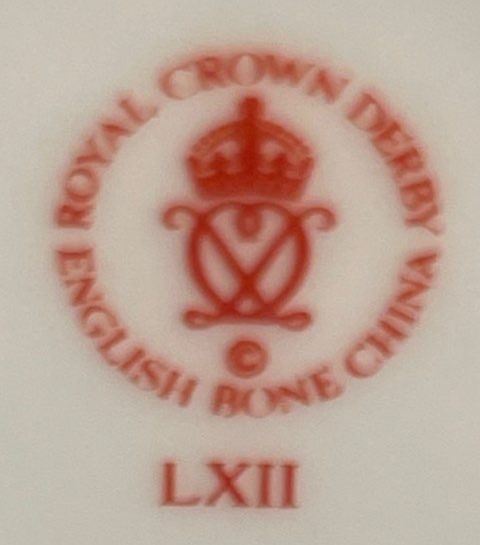 ROYAL CROWN DERBY
©
ENGLISH BONE CHINA
LXII